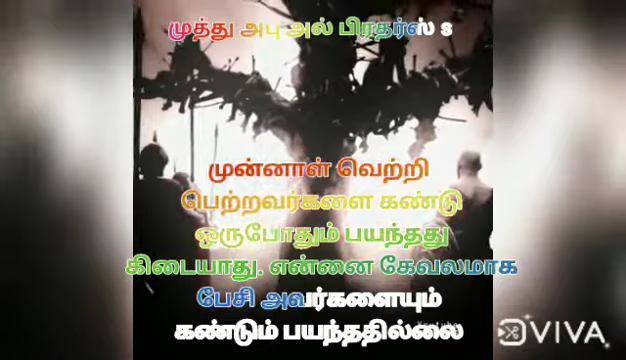 முத்து அபு அல் பிரதர்ஸ் s
முன்னாள் வெற்றி
பெற்றவர்களை கண்டு
ஒருபோதும் பயந்தது
கிடையாது. என்னை கேவலமாக
பேசி அவர்களையும்
கண்டும் பயந்ததில்லை
VIVA